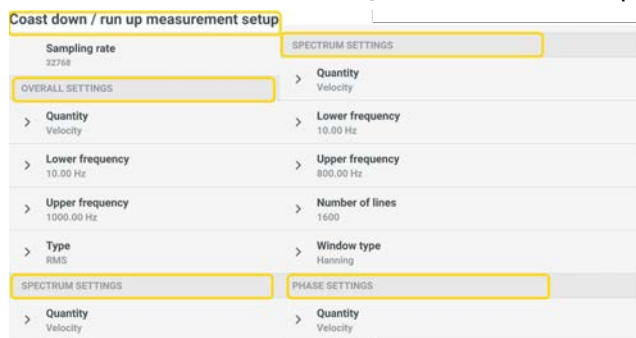 Coast down / run up measurement setup
Sampling rate
32768
OVERALL SETTINGS
Quantity
Velocity
Lower frequency
10.00 Hz
Upper frequency
1000.00 Hz
Type
RMS
SPECTRUM SETTINGS
Quantity
Velocity
SPECTRUM SETTINGS
Quantity
Velocity
Lower frequency
10.00 Hz
Upper frequency
800.00 Hz
Number of lines
1600
Window type
Hanning
PHASE SETTINGS
Quantity
Velocity